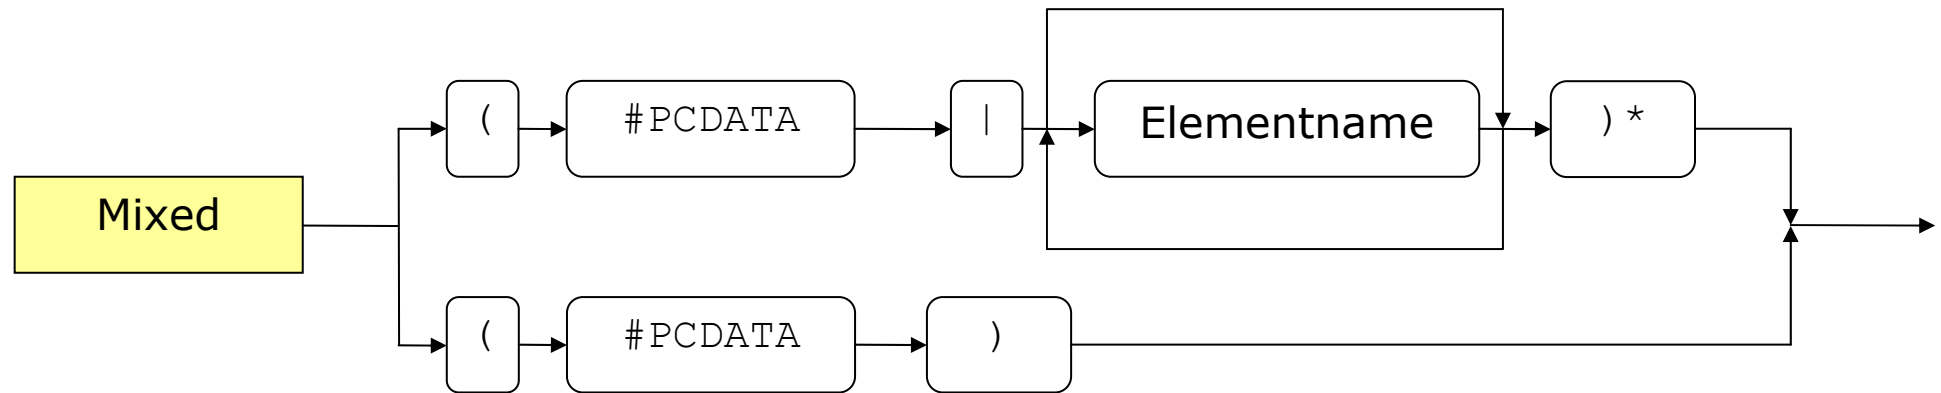 ( #PCDATA | Elementname )*
Mixed
( #PCDATA )